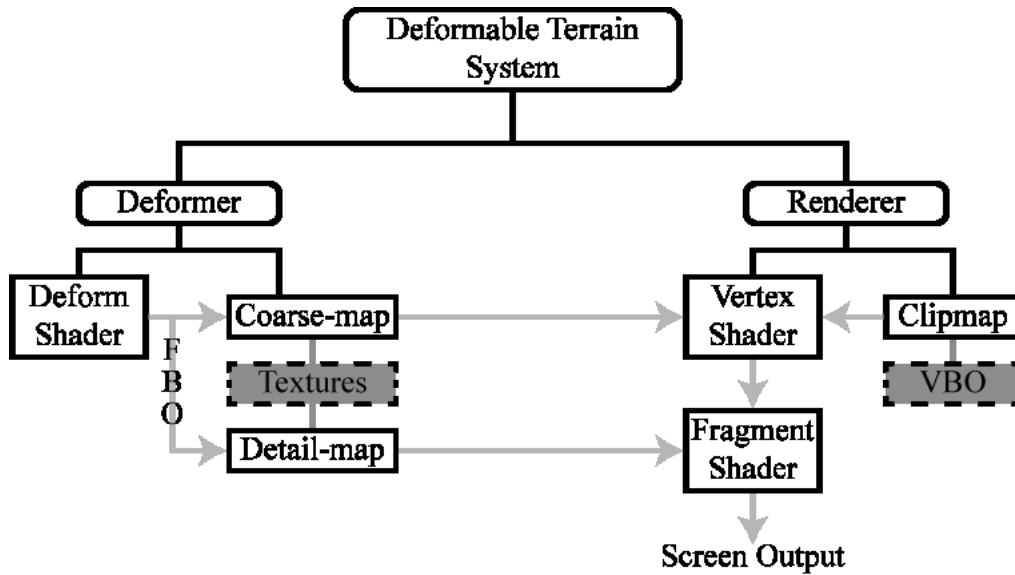 Deformable Terrain
System
Deformer
Renderer
Deform
Shader
Coarse-map
Vertex
Shader
Clipmap
FBO
Textures
VBO
Detail-map
Fragment
Shader
Screen Output